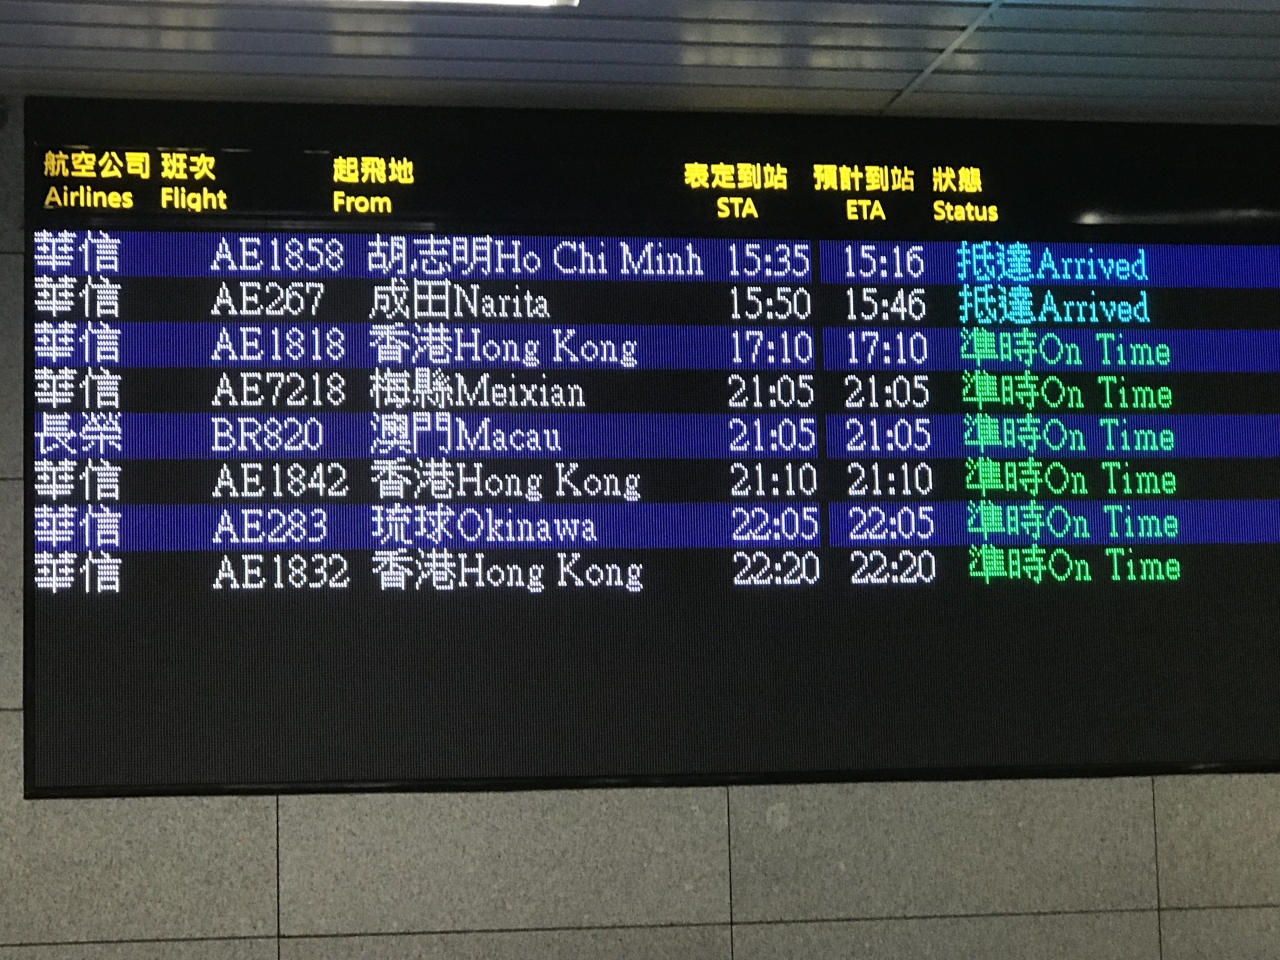 航空公司 班次 起飛地 表定到站 預計到站 狀態
Airlines Flight From STA ETA Status
華信 AE1858 胡志明Ho Chi Minh 15:35 15:16 抵達Arrived
華信 AE267 成田Narita 15:50 15:46 抵達Arrived
華信 AE1818 香港Hong Kong 17:10 17:10 準時On Time
華信 AE7218 梅縣Meixian 21:05 21:05 準時On Time
長榮 BR820 澳門Macau 21:05 21:05 準時On Time
華信 AE1842 香港Hong Kong 21:10 21:10 準時On Time
華信 AE283 琉球Okinawa 22:05 22:05 準時On Time
華信 AE1832 香港Hong Kong 22:20 22:20 準時On Time